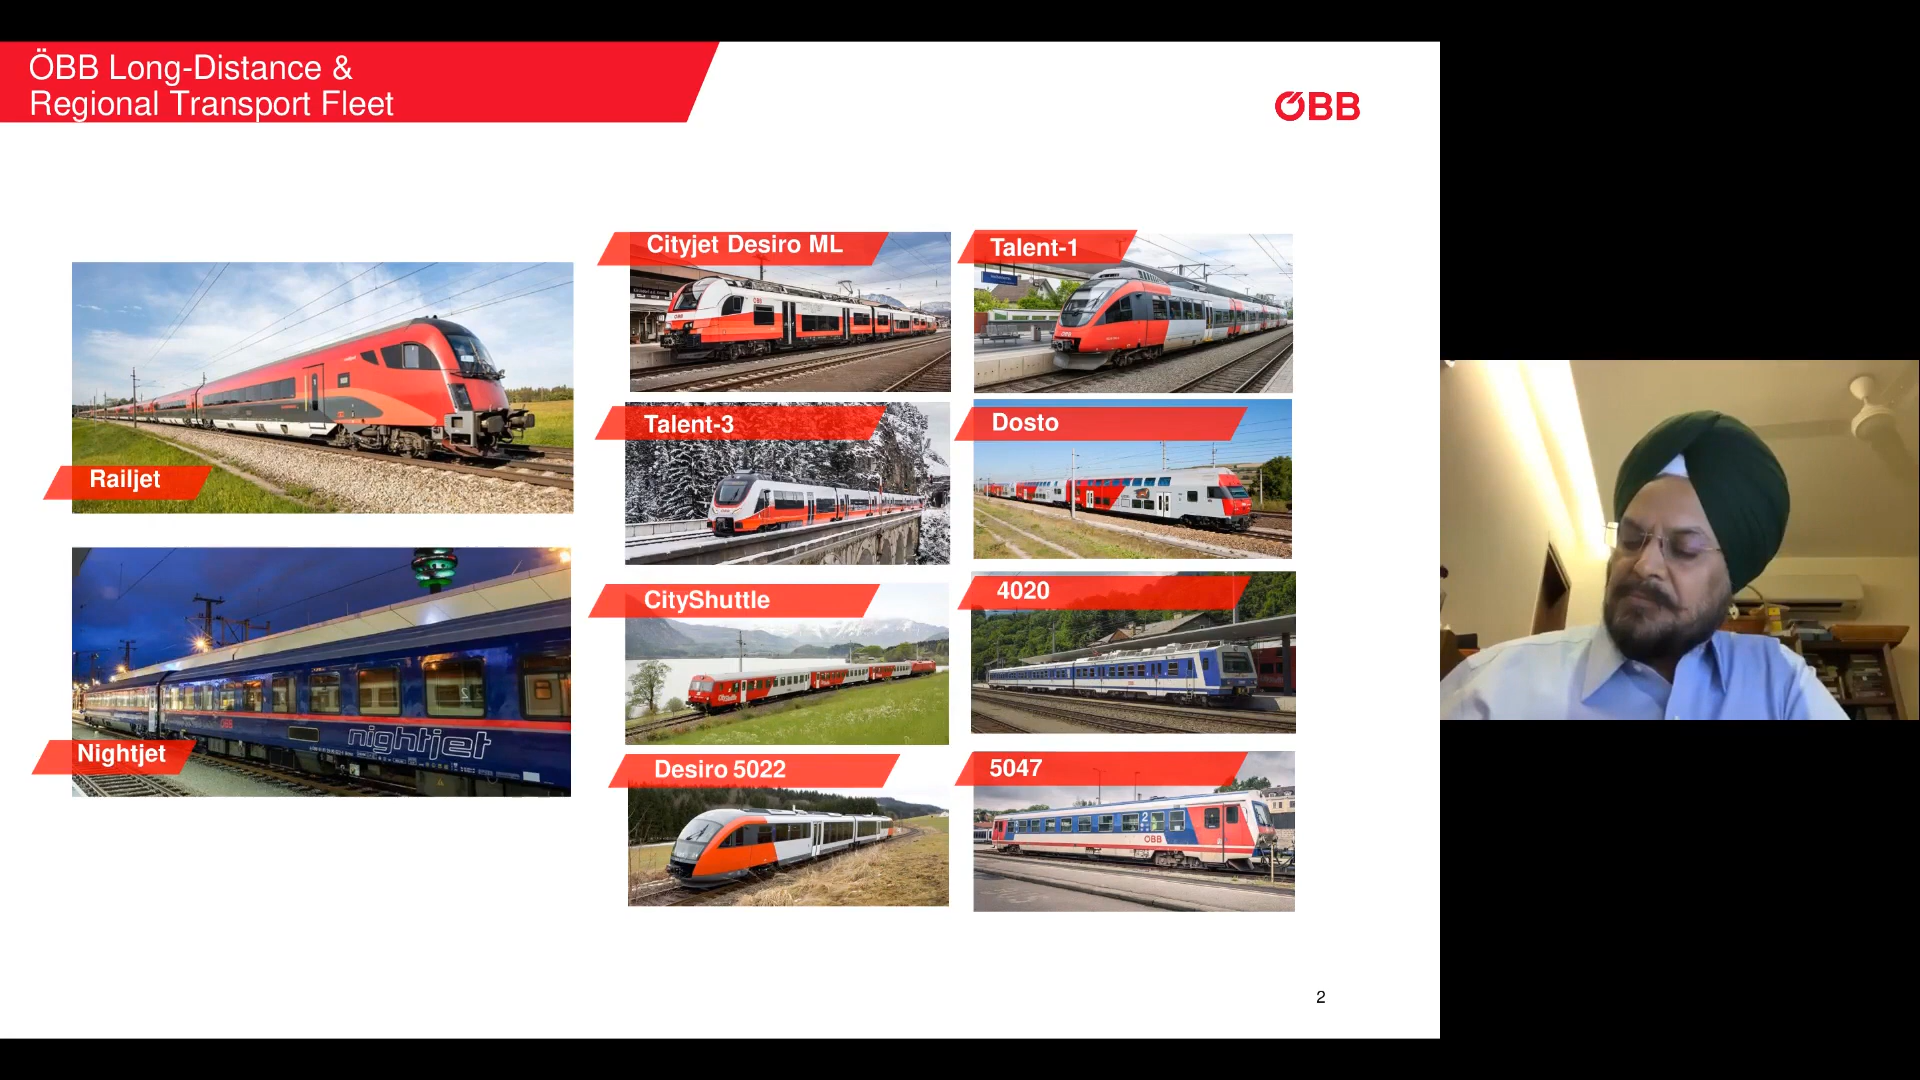 ÖBB Long-Distance &
Regional Transport Fleet
ÖBB
Railjet
Nightjet
nightjet
Cityjet Desiro ML
Talent-1
Talent-3
Dosto
CityShuttle
4020
Desiro 5022
5047
2
ÖBB
2